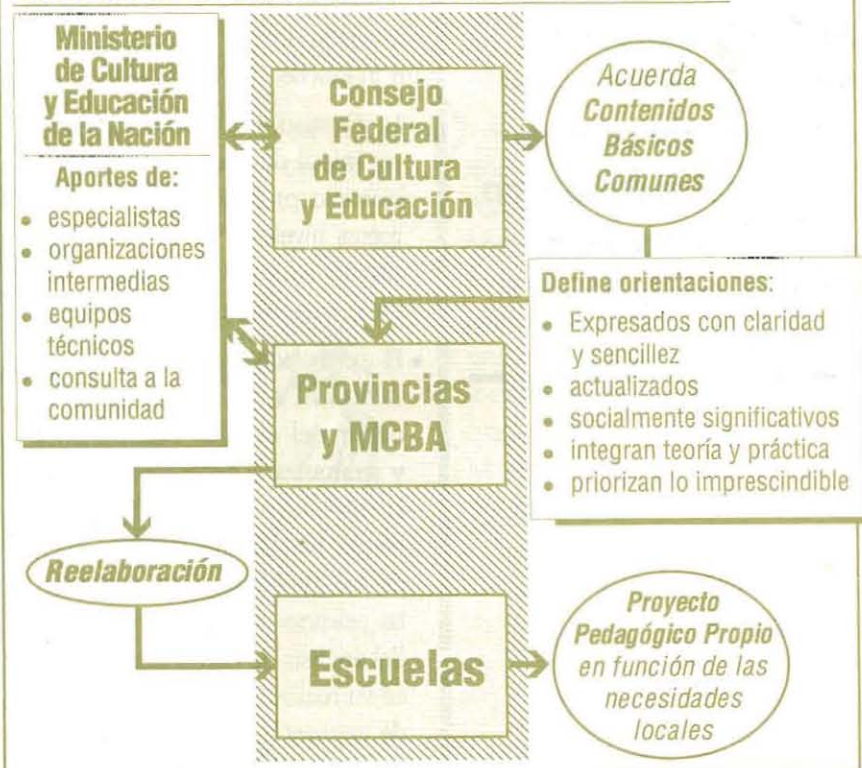 Ministerio
de Cultura
y Educación
de la Nación
Aportes de:
• especialistas
• organizaciones
intermedias
• equipos
técnicos
• consulta a la
comunidad
Consejo
Federal
de Cultura
y Educación
Acuerda
Contenidos
Básicos
Comunes
Define orientaciones:
• Expresados con claridad
y sencillez
• actualizados
• socialmente significativos
• integran teoría y práctica
• priorizan lo imprescindible
Provincias
y MCBA
Reelaboración
Escuelas
Proyecto
Pedagógico Propio
en función de las
necesidades
locales